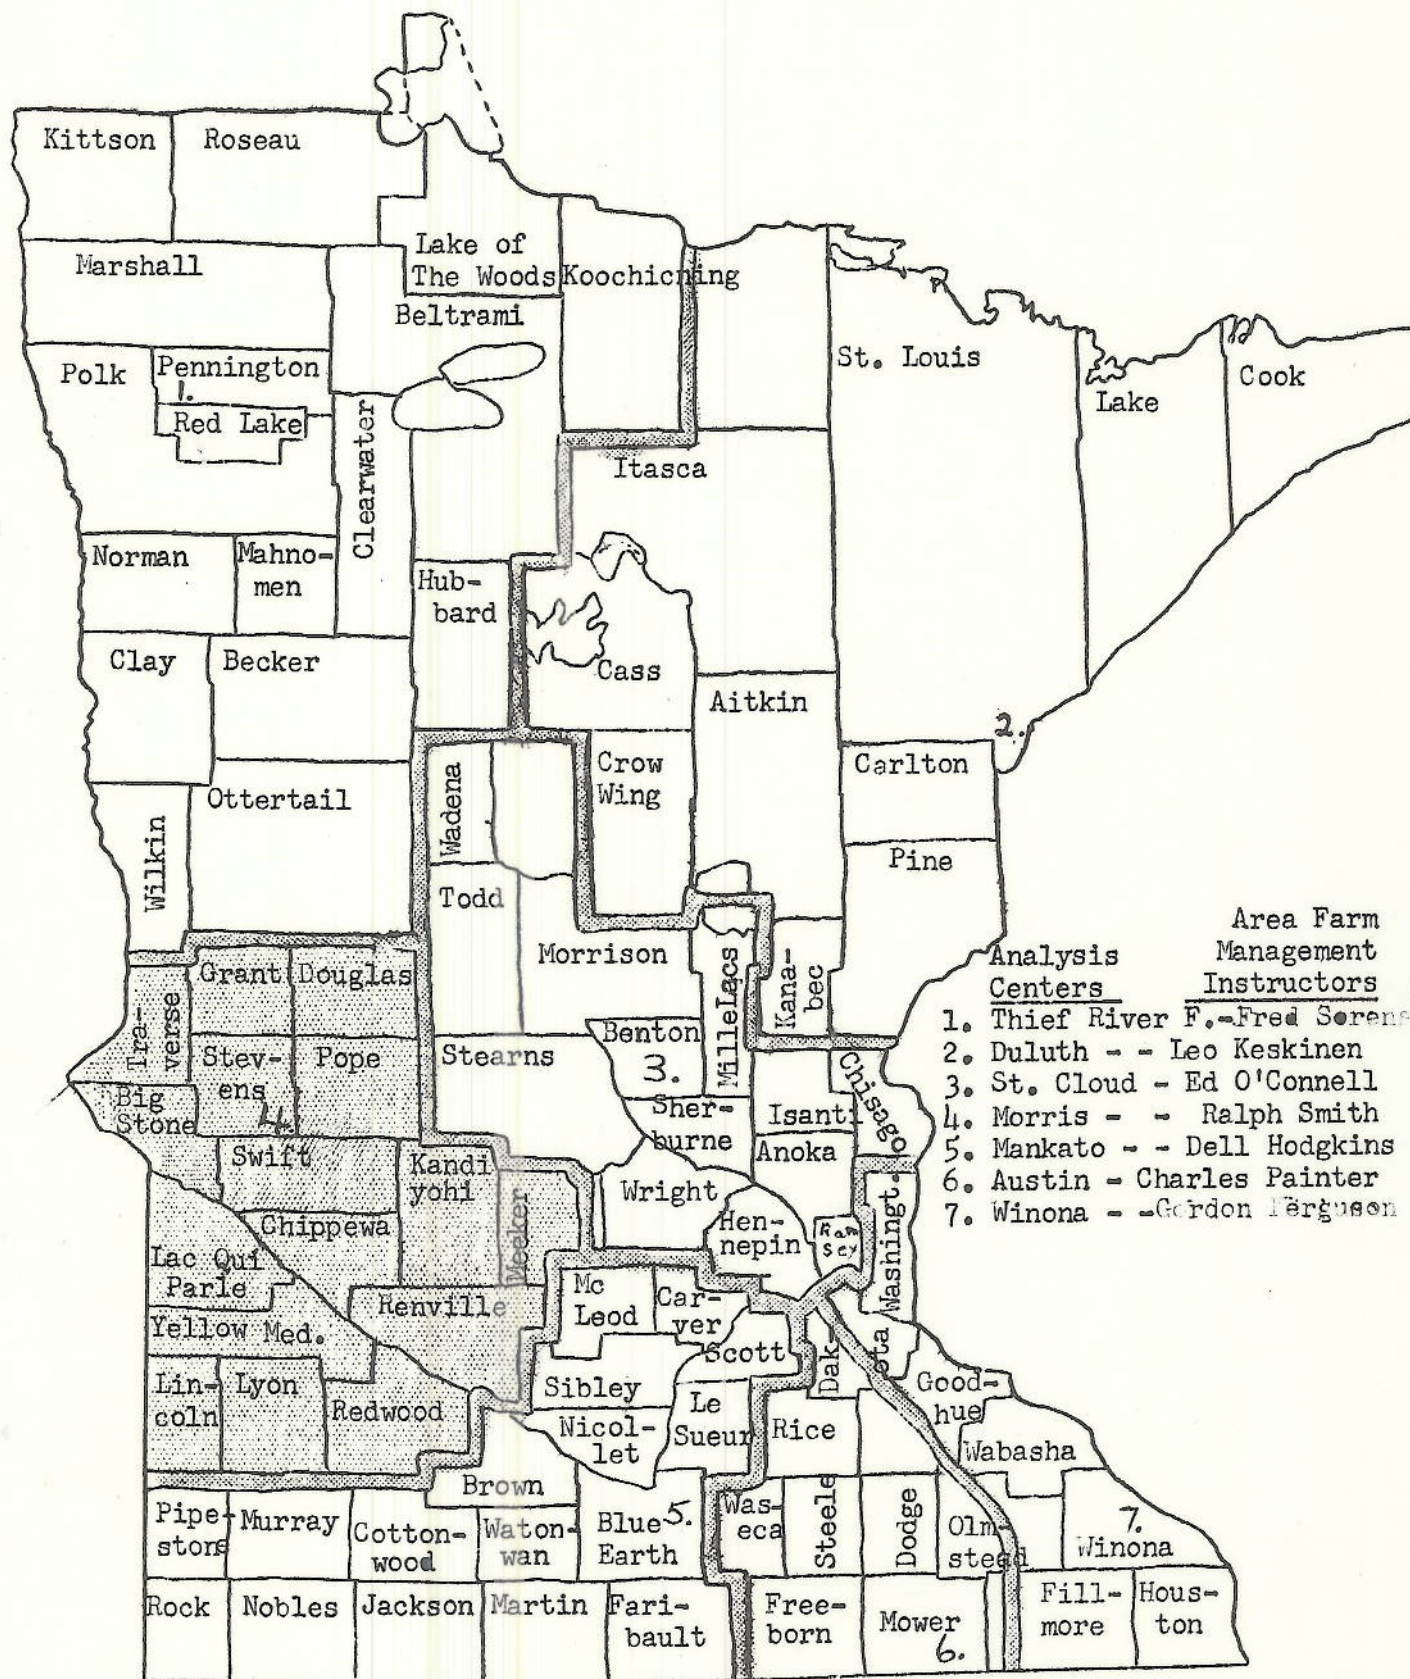 Kittson
Roseau
Lake of
The Woods
Koochiching
Marshall
Beltrami
St. Louis
Lake
Cook
Polk
Pennington
1.
Red Lake
Clearwater
Itasca
Norman
Mahno-
men
Hub-
bard
Cass
Clay
Becker
Aitkin
2.
Carlton
Crow
Wing
Wadena
Ottertail
Wilkin
Pine
Todd
Morrison
MilleLacs
Kana-
bec
Grant
Douglas
Tra-
verse
Stev-
ens
4.
Pope
Stearns
Benton
3.
Chisago
Big
Stone
Sher-
burne
Isanti
Anoka
Swift
Kandi
yohi
Meeker
Wright
Hen-
nepin
Ram
sey
Washingt.
on
Chippewa
Lac Qui
Parle
Renville
Mc
Leod
Car-
ver
Scott
Dak-
ota
Yellow Med.
Lin-
coln
Lyon
Redwood
Sibley
Nicol-
let
Le
Sueur
Rice
Good-
hue
Wabasha
Brown
Pipe-
stone
Murray
Cotton-
wood
Waton-
wan
Blue
Earth
5.
Was-
eca
Steele
Dodge
Olm-
stead
7.
Winona
Rock
Nobles
Jackson
Martin
Fari-
bault
Free-
born
Mower
6.
Fill-
more
Hous-
ton
Area Farm
Analysis Management
Centers Instructors
1. Thief River F.-Fred Sorens
2. Duluth - - Leo Keskinen
3. St. Cloud - Ed O'Connell
4. Morris - - Ralph Smith
5. Mankato - - Dell Hodgkins
6. Austin - Charles Painter
7. Winona - -Gordon Ferguson